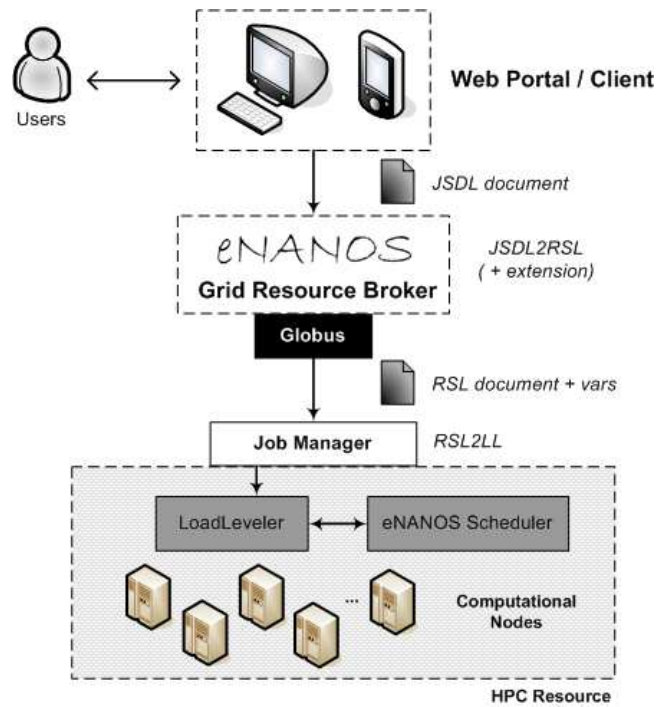 Users
Web Portal / Client
JSDL document
eNANOS
Grid Resource Broker
JSDL2RSL
( + extension)
Globus
RSL document + vars
Job Manager
RSL2LL
LoadLeveler
eNANOS Scheduler
...
Computational
Nodes
HPC Resource